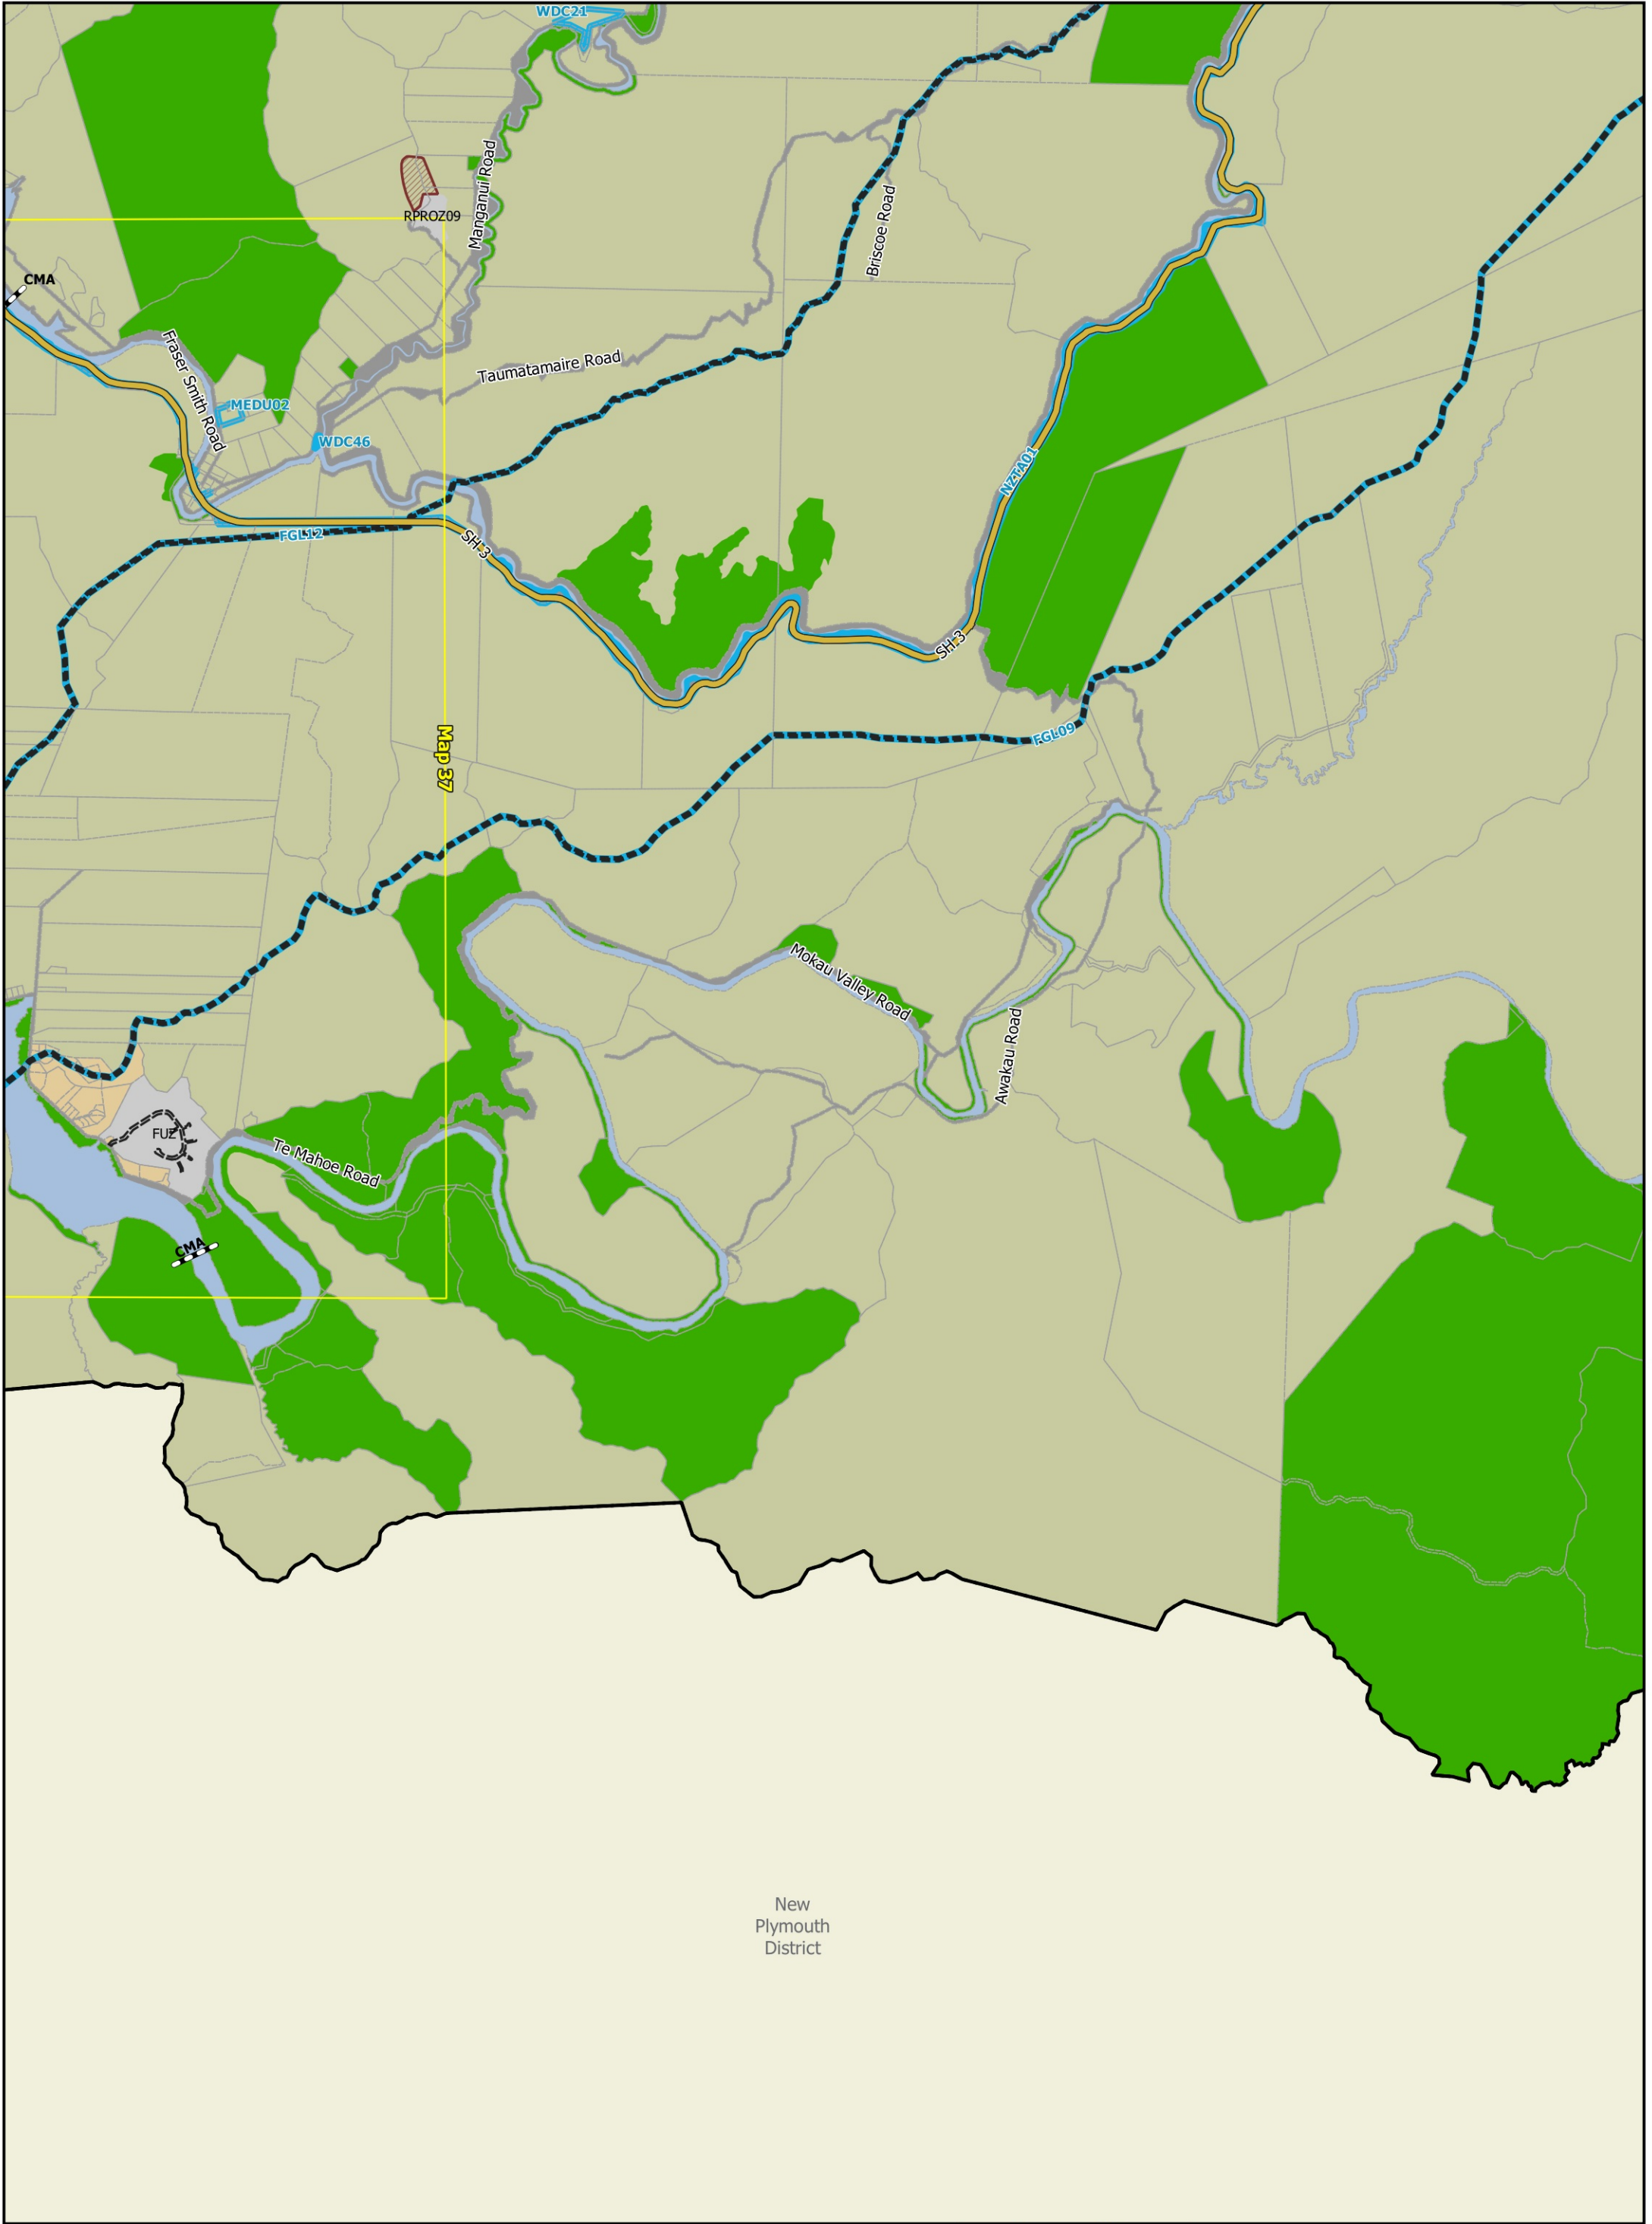 WDC21
Manganui Road
RPROZ09
Briscoe Road
CMA
Fraser Smith Road
Taumatamaire Road
MEDU02
WDC46
NZTA01
FGL12
SH 3
SH 3
Map 37
FGL09
Mokau Valley Road
Awakau Road
FUZ
Te Mahoe Road
CMA
New
Plymouth
District